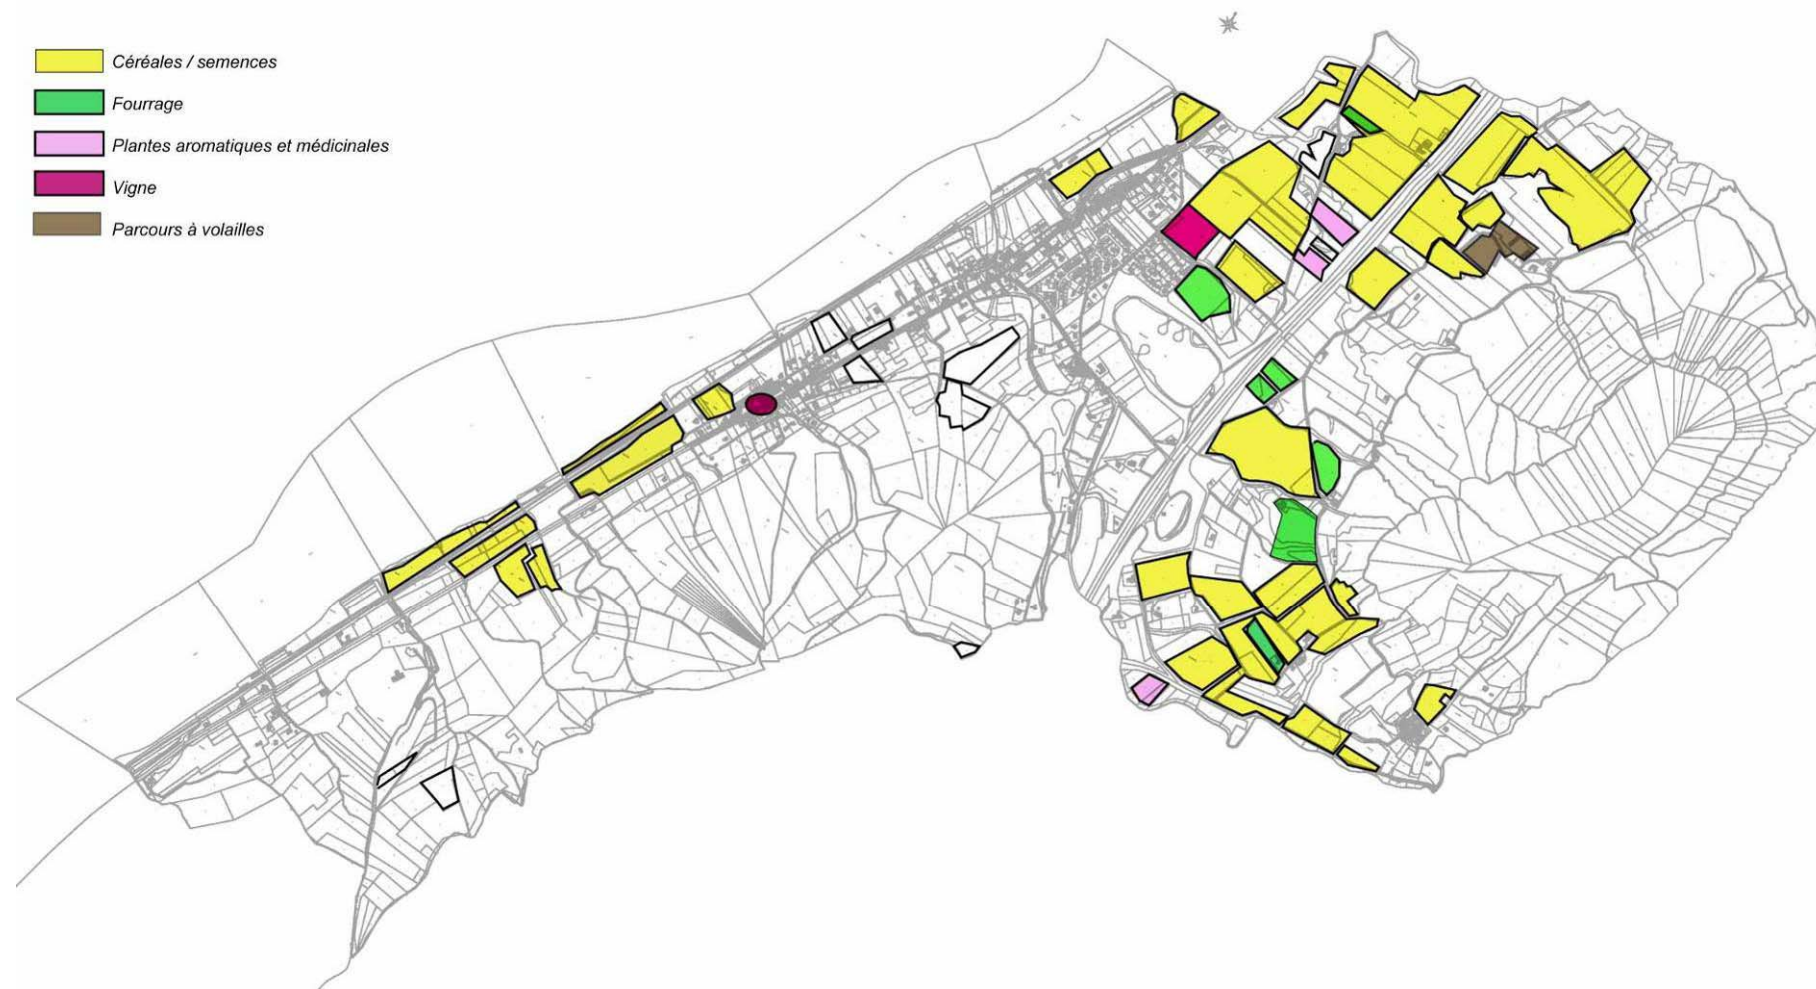 Céréales / semences
Fourrage
Plantes aromatiques et médicinales
Vigne
Parcours à volailles